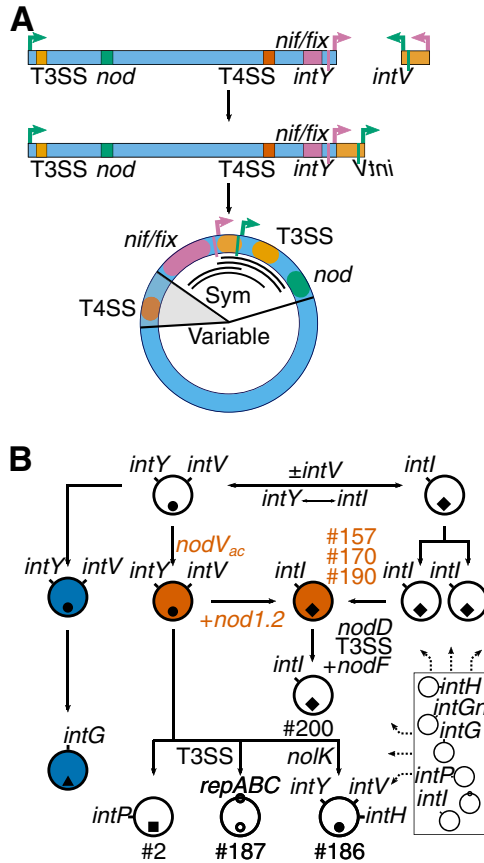 A
nif/fix
T3SS
nod
T4SS
intY
intV
nif/fix
T3SS
nod
T4SS
intY
intV
nif/fix
T3SS
nod
T4SS
Sym
Variable
B
intY
intV
±intV
intY
intI
intI
intY
intV
nodVac
intY
intV
+nod1.2
#157
#170
#190
intI
intI
intI
nodD
T3SS
+nodF
intI
#200
intG
T3SS
nolK
repABC
intY
intV
intP
intH
#2
#187
#186
intH
intGn
intG
intP
intI